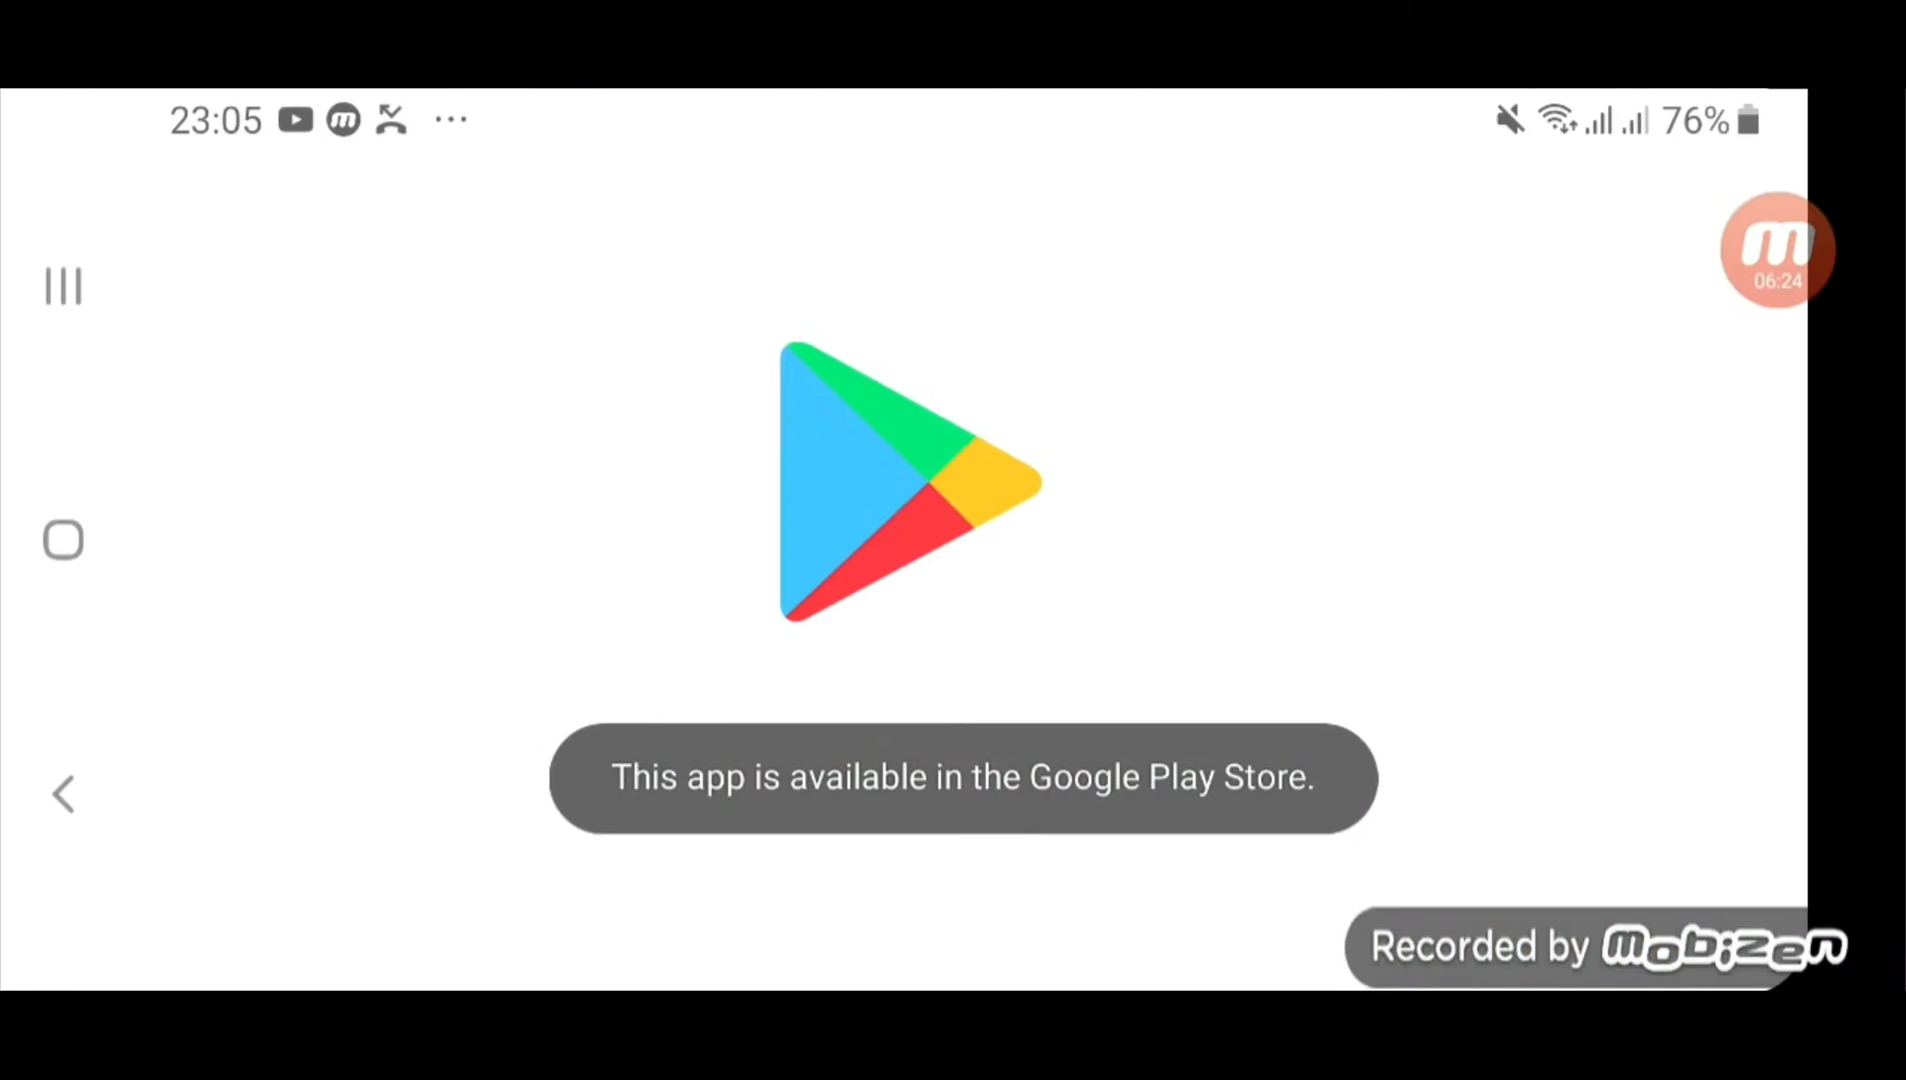 23:05 76%
06:24
This app is available in the Google Play Store.
Recorded by mobizen